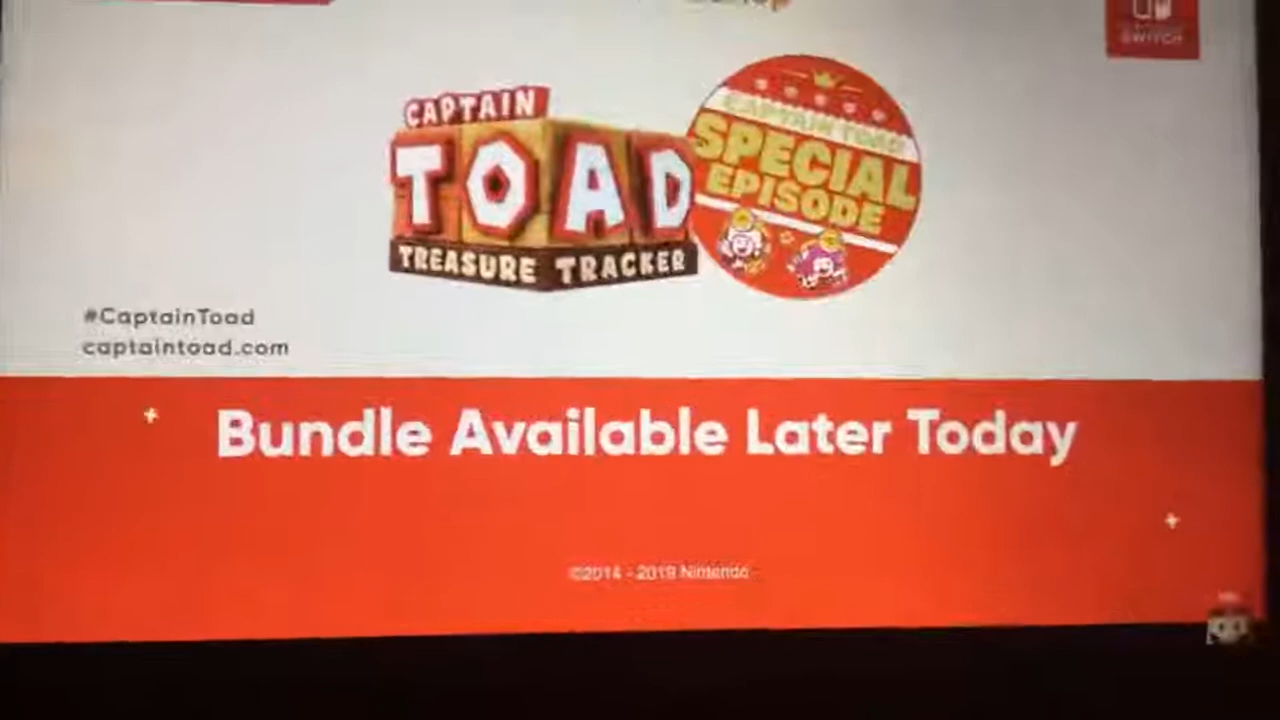 SWITCH
CAPTAIN
TOAD
TREASURE TRACKER
CAPTAIN TOAD
SPECIAL
EPISODE
#CaptainToad
captaintoad.com
Bundle Available Later Today
©2014 - 2019 Nintendo